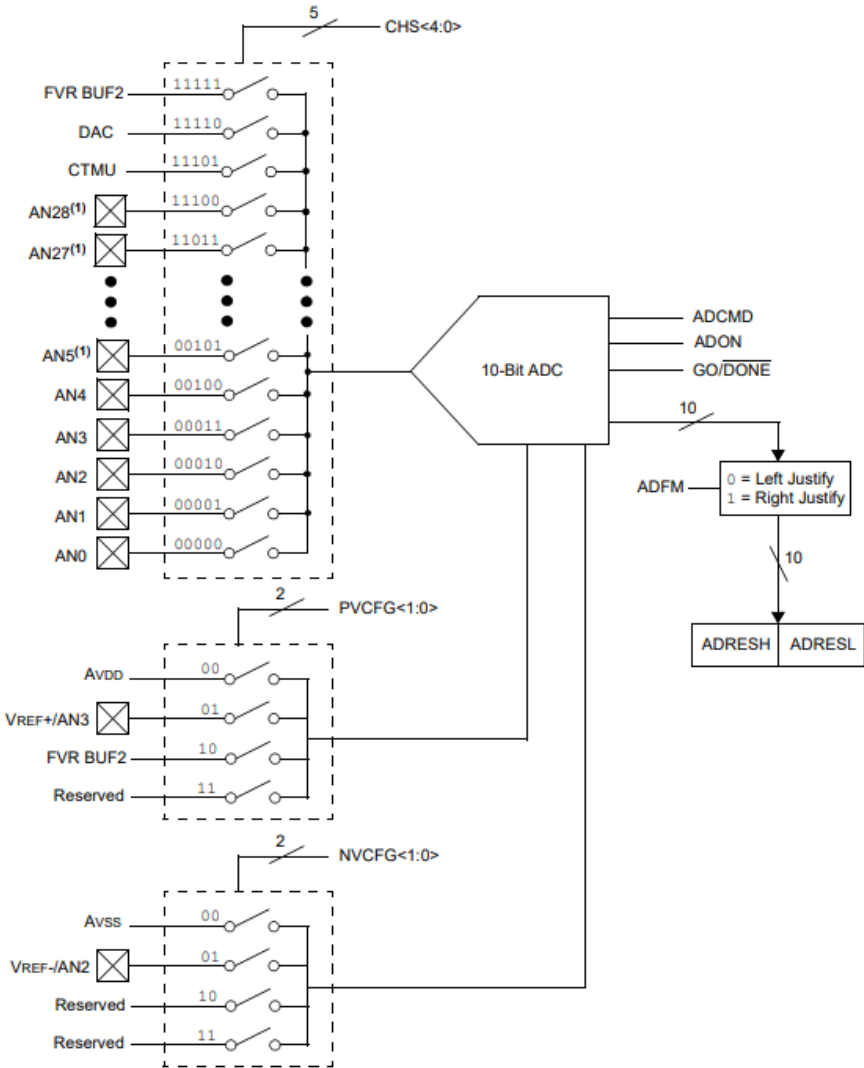 5
CHS<4:0>
FVR BUF2 11111
DAC 11110
CTMU 11101
AN28(1) 11100
AN27(1) 11011
AN5(1) 00101
AN4 00100
AN3 00011
AN2 00010
AN1 00001
AN0 00000
10-Bit ADC
ADCMD
ADON
GO/DONE
10
ADFM
0 = Left Justify
1 = Right Justify
10
ADRESH ADRESL
2
PVCFG<1:0>
AVDD 00
VREF+/AN3 01
FVR BUF2 10
Reserved 11
2
NVCFG<1:0>
AVSS 00
VREF-/AN2 01
Reserved 10
Reserved 11